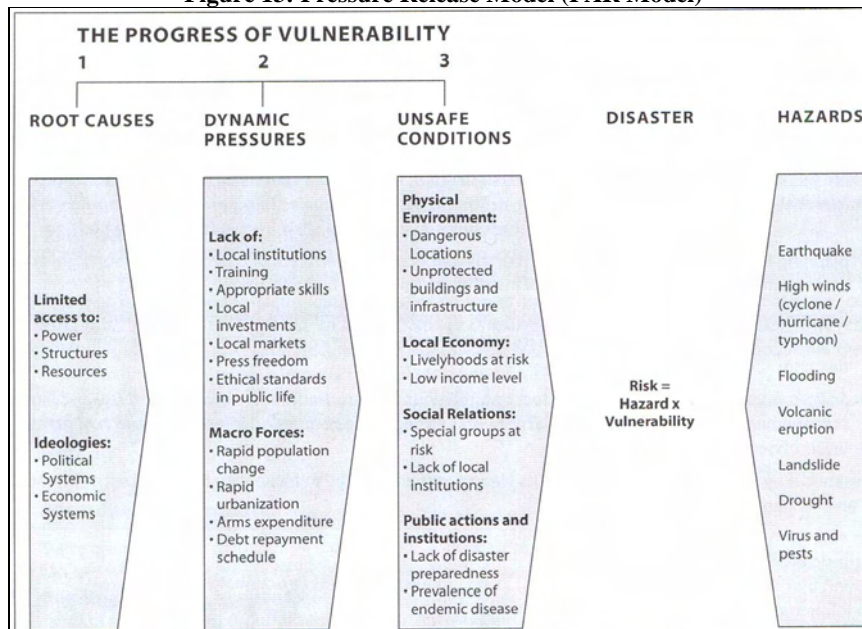 Figure 13: Pressure Release Model (PAR Model)
THE PROGRESS OF VULNERABILITY
1 2 3
ROOT CAUSES
DYNAMIC
PRESSURES
UNSAFE
CONDITIONS
DISASTER
HAZARDS
Limited
access to:
• Power
• Structures
• Resources
Ideologies:
• Political
Systems
• Economic
Systems
Lack of:
• Local institutions
• Training
• Appropriate skills
• Local
investments
• Local markets
• Press freedom
• Ethical standards
in public life
Macro Forces:
• Rapid population
change
• Rapid
urbanization
• Arms expenditure
• Debt repayment
schedule
Physical
Environment:
• Dangerous
Locations
• Unprotected
buildings and
infrastructure
Local Economy:
• Livelyhoods at risk
• Low income level
Social Relations:
• Special groups at
risk
• Lack of local
institutions
Public actions and
institutions:
• Lack of disaster
preparedness
• Prevalence of
endemic disease
Risk =
Hazard x
Vulnerability
Earthquake
High winds
(cyclone /
hurricane /
typhoon)
Flooding
Volcanic
eruption
Landslide
Drought
Virus and
pests